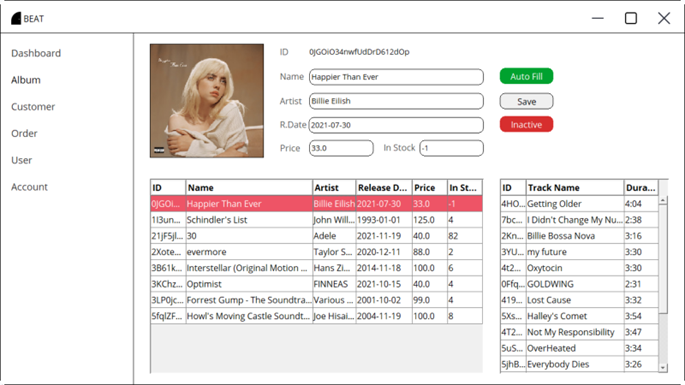 BEAT
Dashboard
Album
Customer
Order
User
Account
ID 0JGOiO34nwfUdDrD612dOp
Name Happier Than Ever Auto Fill
Artist Billie Eilish Save
R.Date 2021-07-30 Inactive
Price 33.0 In Stock -1
ID Name Artist Release D... Price In St...
0JGOi... Happier Than Ever Billie Eilish 2021-07-30 33.0 -1
1I3un... Schindler's List John Will... 1993-01-01 125.0 4
21jF5jl... 30 Adele 2021-11-19 40.0 82
2Xote... evermore Taylor S... 2020-12-11 88.0 2
3B61k... Interstellar (Original Motion ... Hans Zi... 2014-11-18 100.0 6
3KChz... Optimist FINNEAS 2021-10-15 40.0 4
3LP0jc... Forrest Gump - The Soundtra... Various ... 2001-10-02 99.0 4
5fqlZF... Howl's Moving Castle Soundt... Joe Hisai... 2004-11-19 100.0 8
ID Track Name Dura...
4HO... Getting Older 4:04
7bc... I Didn't Change My Nu... 2:38
2Kn... Billie Bossa Nova 3:16
3YU... my future 3:30
4t2... Oxytocin 3:30
0Ffq... GOLDWING 2:31
419... Lost Cause 3:32
5Xs... Halley's Comet 3:54
4T2... Not My Responsibility 3:47
5uS... OverHeated 3:34
5jhB... Everybody Dies 3:26